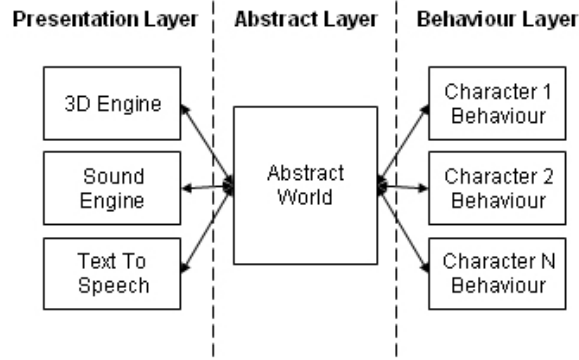 Presentation Layer
Abstract Layer
Behaviour Layer
3D Engine
Sound
Engine
Text To
Speech
Abstract
World
Character 1
Behaviour
Character 2
Behaviour
Character N
Behaviour